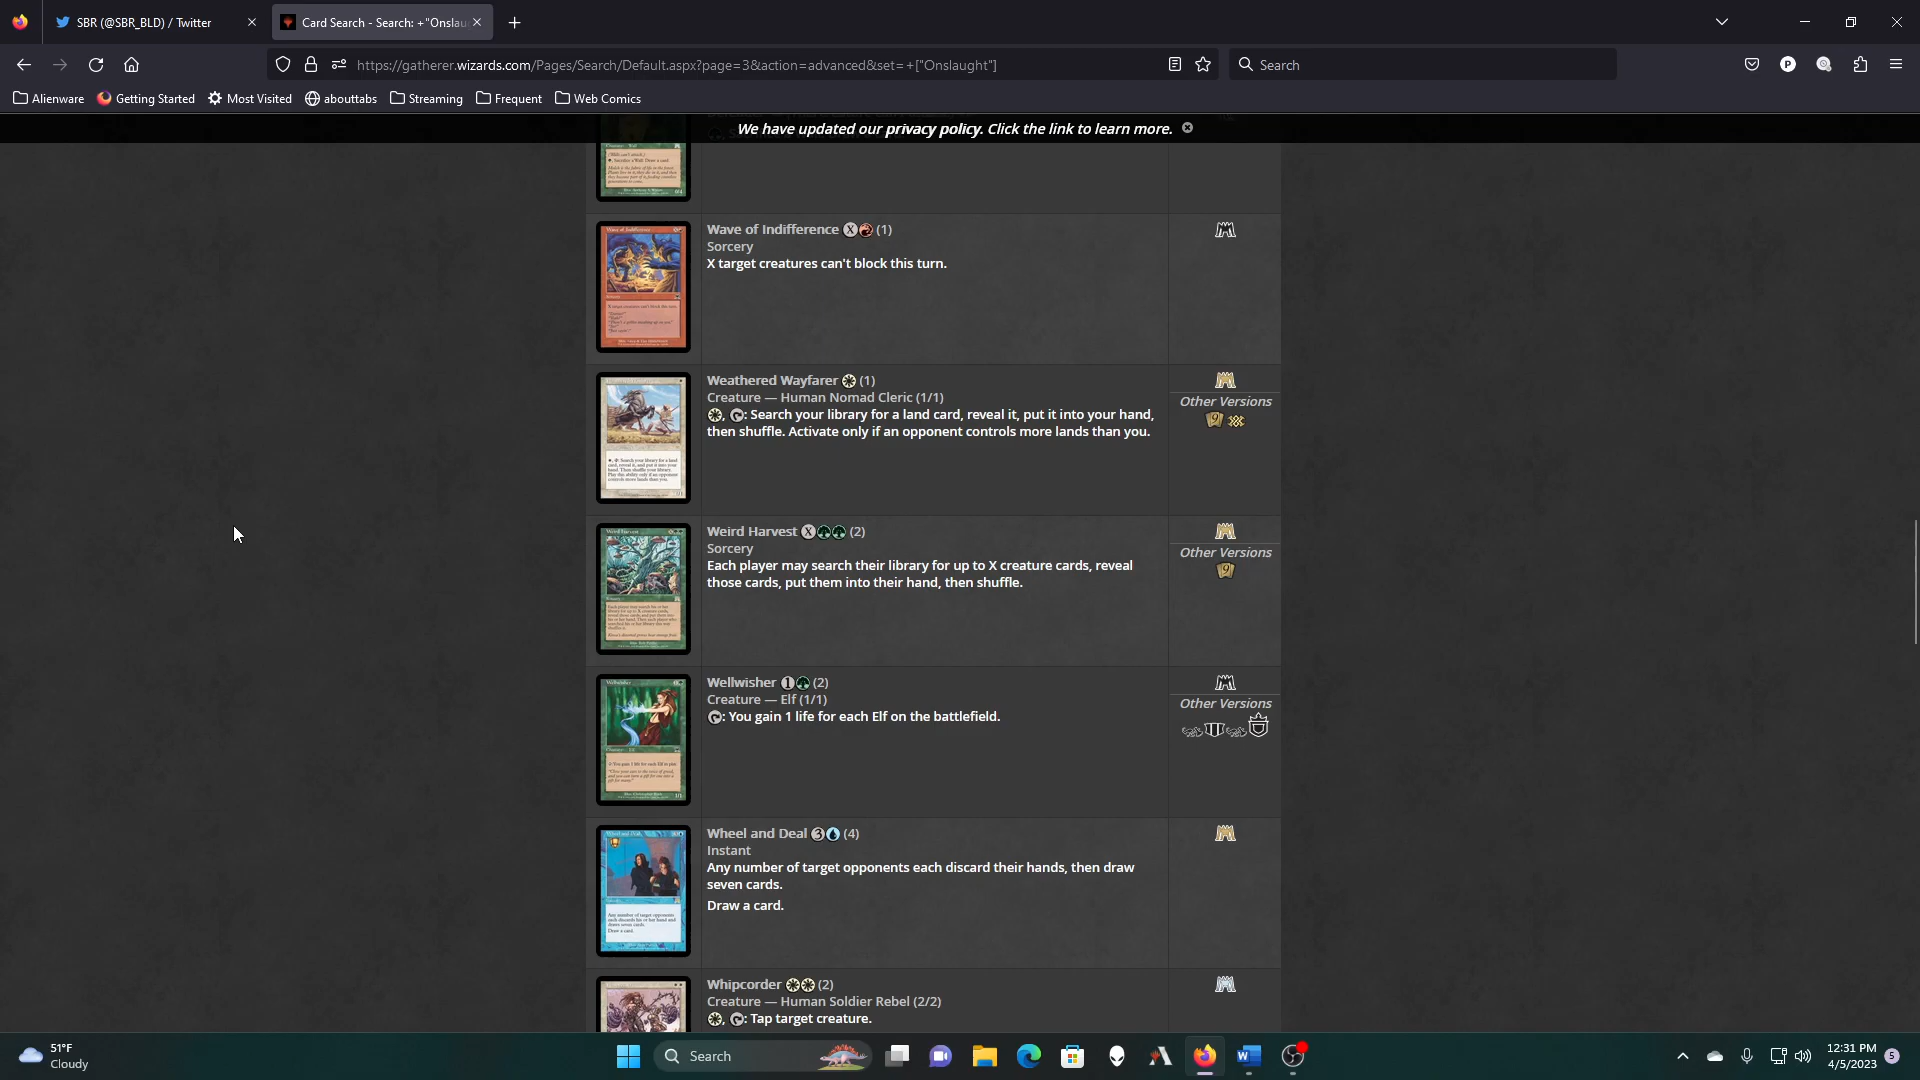 SBR (@SBR_BLD) / Twitter
Card Search - Search: +"Onslau
https://gatherer.wizards.com/Pages/Search/Default.aspx?page=3&action=advanced&set=+["Onslaught"]
Search
Alienware
Getting Started
Most Visited
abouttabs
Streaming
Frequent
Web Comics
We have updated our privacy policy. Click the link to learn more.
Wave of Indifference X (1)
Sorcery
X target creatures can't block this turn.
Weathered Wayfarer (1)
Creature — Human Nomad Cleric (1/1)
, : Search your library for a land card, reveal it, put it into your hand,
then shuffle. Activate only if an opponent controls more lands than you.
Other Versions
9
Weird Harvest X (2)
Sorcery
Each player may search their library for up to X creature cards, reveal
those cards, put them into their hand, then shuffle.
Other Versions
9
Wellwisher 1 (2)
Creature — Elf (1/1)
: You gain 1 life for each Elf on the battlefield.
Other Versions
Wheel and Deal 3 (4)
Instant
Any number of target opponents each discard their hands, then draw
seven cards.
Draw a card.
Whipcorder (2)
Creature — Human Soldier Rebel (2/2)
, : Tap target creature.
51°F
Cloudy
Search
12:31 PM
4/5/2023
5